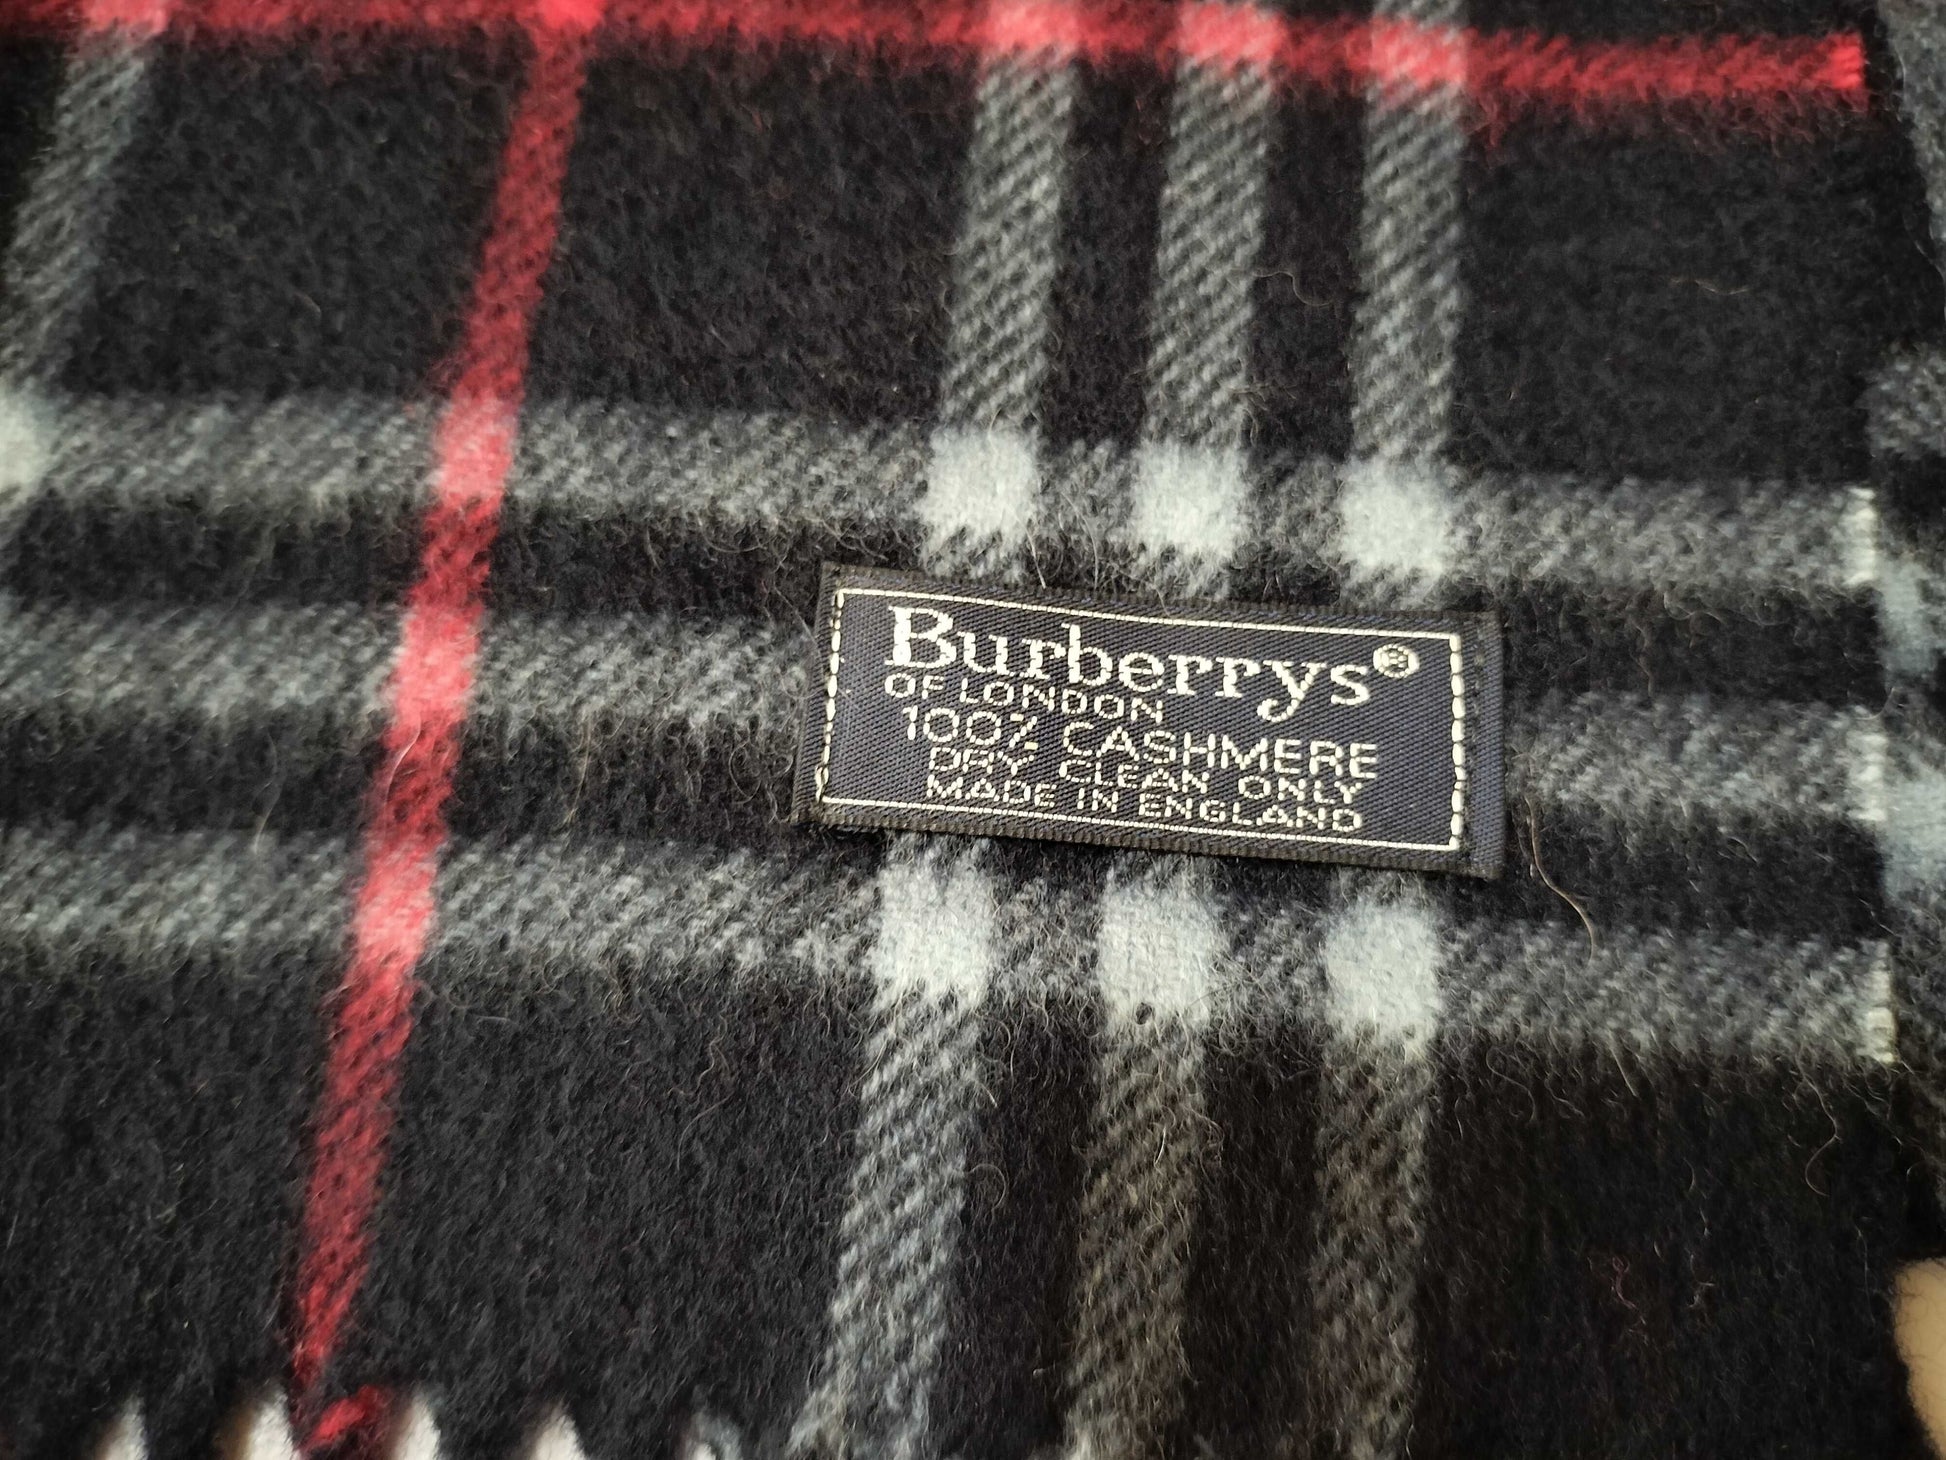 Burberrys®
OF LONDON
100% CASHMERE
DRY CLEAN ONLY
MADE IN ENGLAND